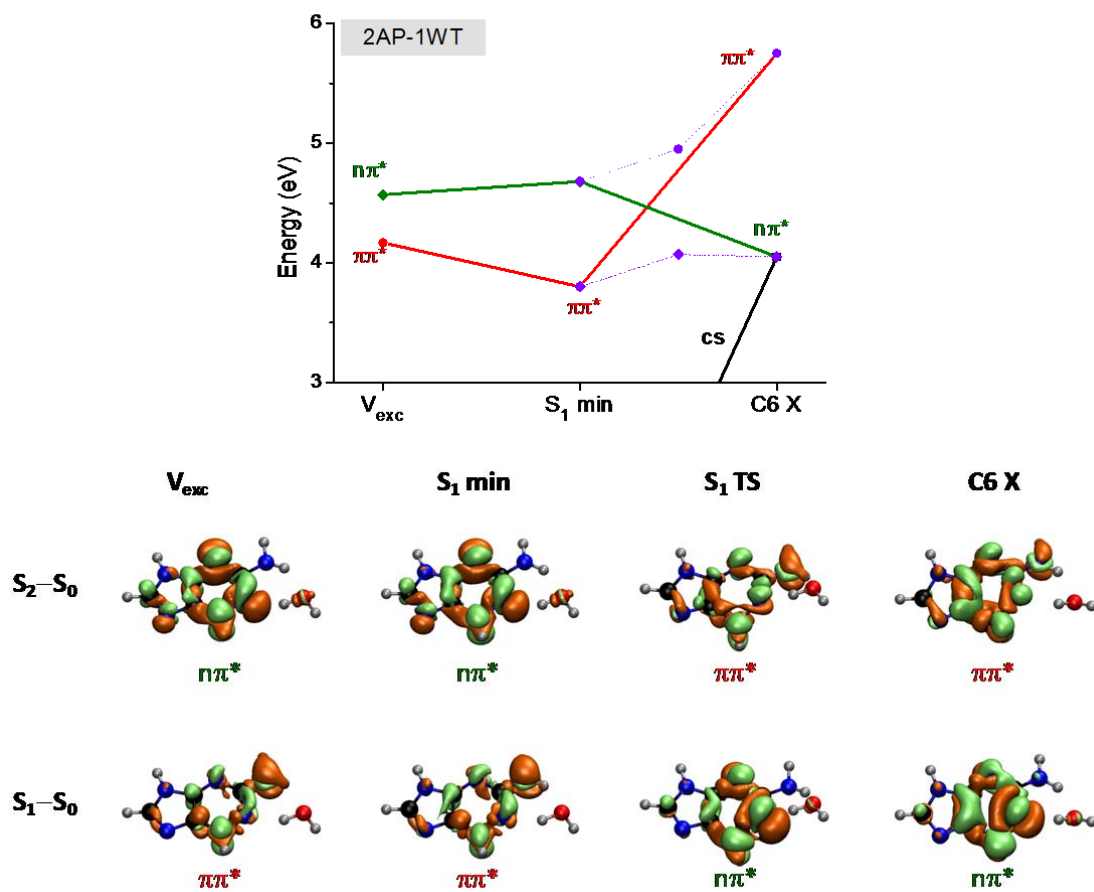 2AP-1WT
6
5
4
3
Energy (eV)
nπ*
ππ*
ππ*
ππ*
nπ*
cs
Vexc
S1 min
C6 X
Vexc S1 min S1 TS C6 X
S2–S0
nπ* nπ* ππ* ππ*
S1–S0
ππ* ππ* nπ* nπ*